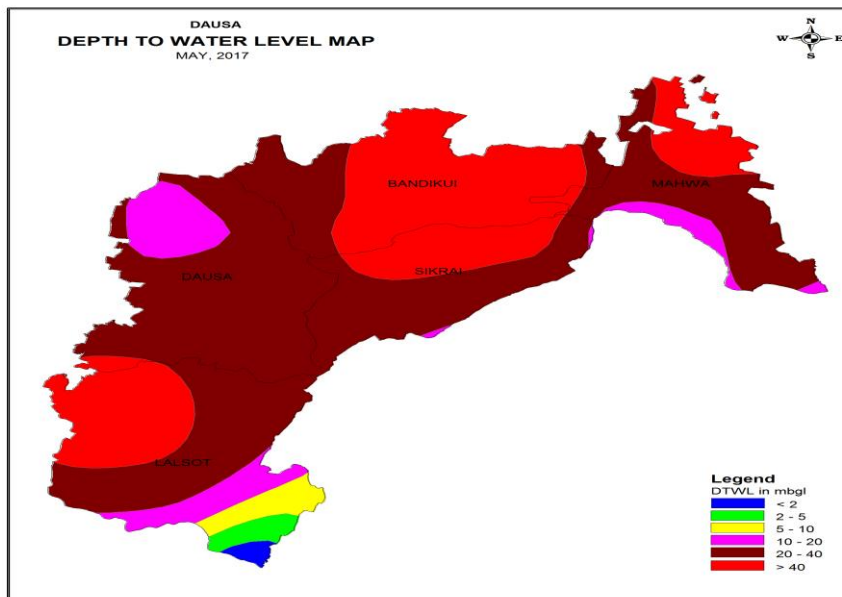 DAUSA
DEPTH TO WATER LEVEL MAP
MAY, 2017
N
W E
S
BANDIKUI
MAHWA
SIKRAI
DAUSA
LALSOT
Legend
DTWL in mbgl
< 2
2 - 5
5 - 10
10 - 20
20 - 40
> 40